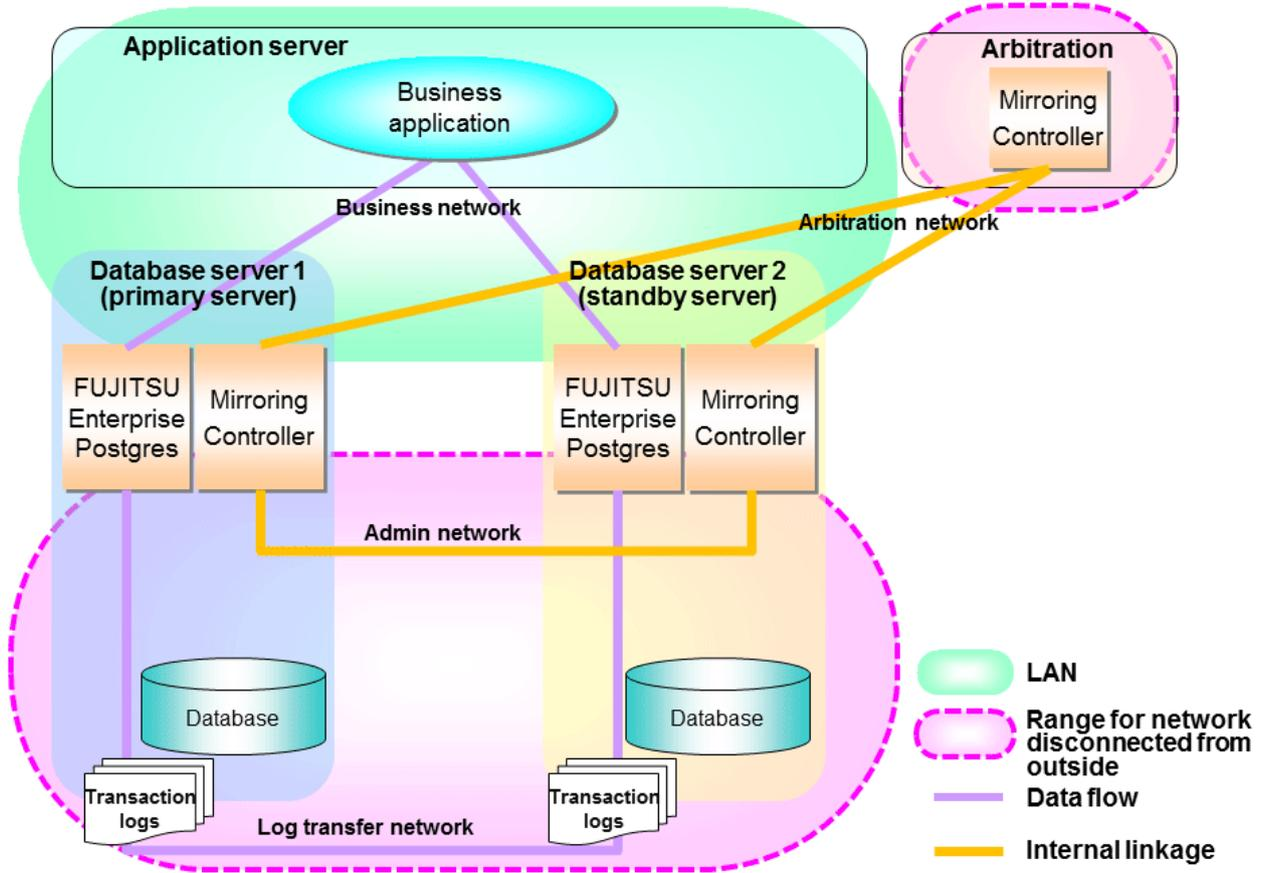 Application server
Arbitration
Business
application
Mirroring
Controller
Business network
Arbitration network
Database server 1
(primary server)
Database server 2
(standby server)
FUJITSU
Enterprise
Postgres
Mirroring
Controller
FUJITSU
Enterprise
Postgres
Mirroring
Controller
Admin network
Database
Database
Transaction
logs
Transaction
logs
Log transfer network
LAN
Range for network
disconnected from
outside
Data flow
Internal linkage